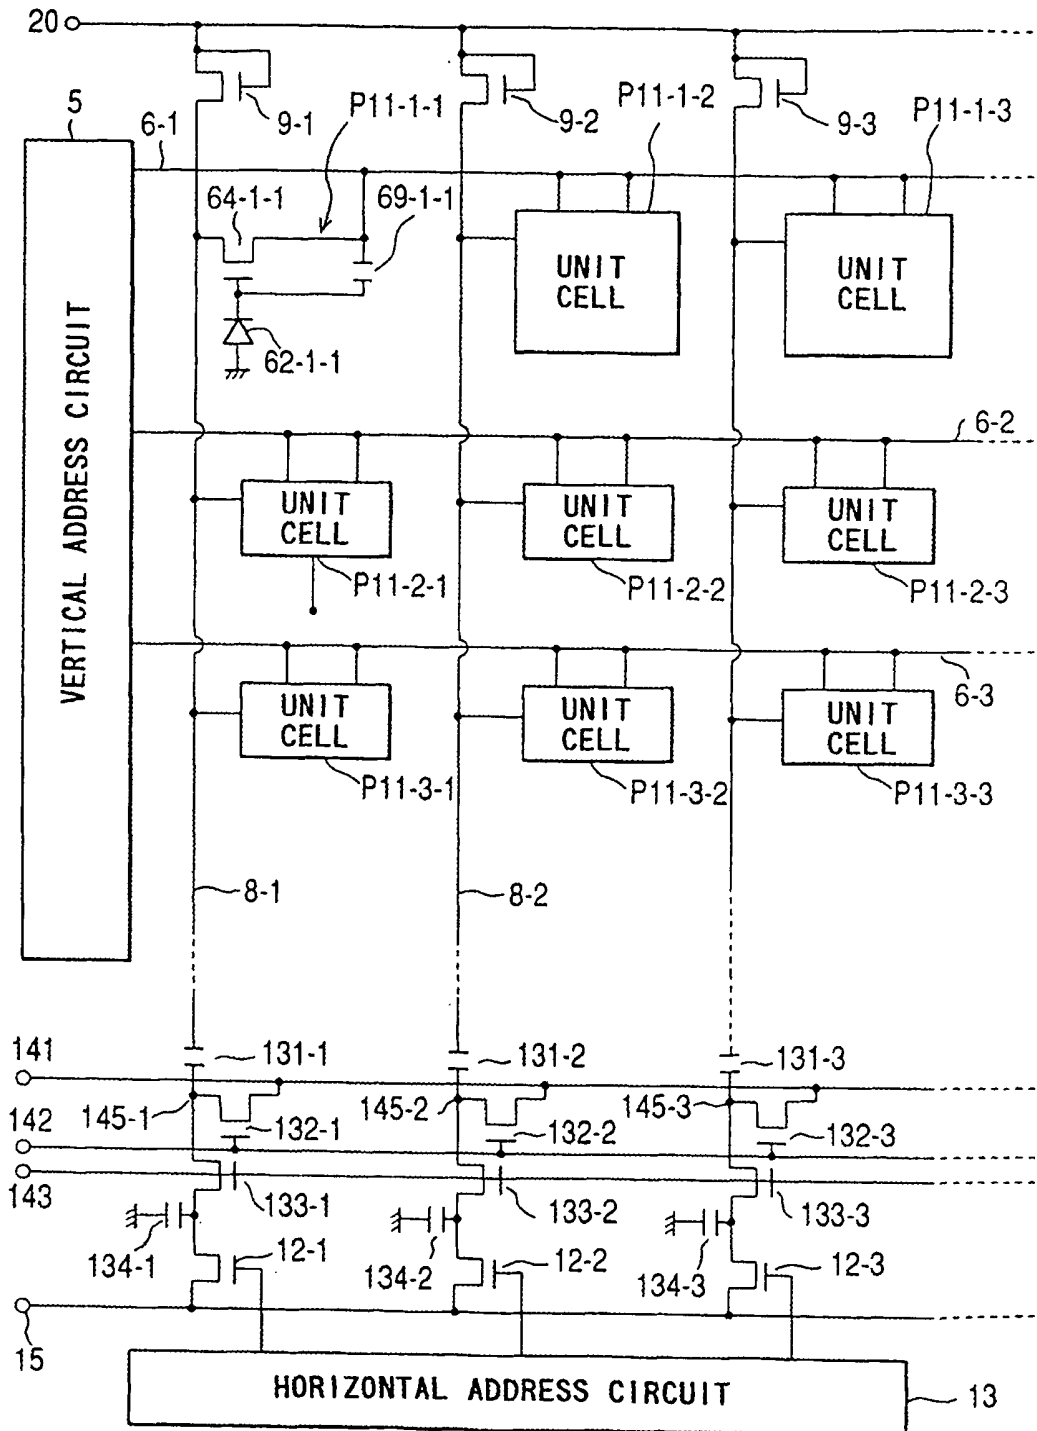 20
5
6-1
9-1
P11-1-1
9-2
P11-1-2
9-3
P11-1-3
64-1-1
69-1-1
UNIT
CELL
UNIT
CELL
62-1-1
VERTICAL ADDRESS CIRCUIT
6-2
UNIT
CELL
UNIT
CELL
UNIT
CELL
P11-2-1
P11-2-2
P11-2-3
6-3
UNIT
CELL
UNIT
CELL
UNIT
CELL
P11-3-1
P11-3-2
P11-3-3
8-1
8-2
141
131-1
131-2
131-3
145-1
145-2
145-3
142
132-1
132-2
132-3
143
133-1
133-2
133-3
134-1
12-1
134-2
12-2
134-3
12-3
15
HORIZONTAL ADDRESS CIRCUIT
13